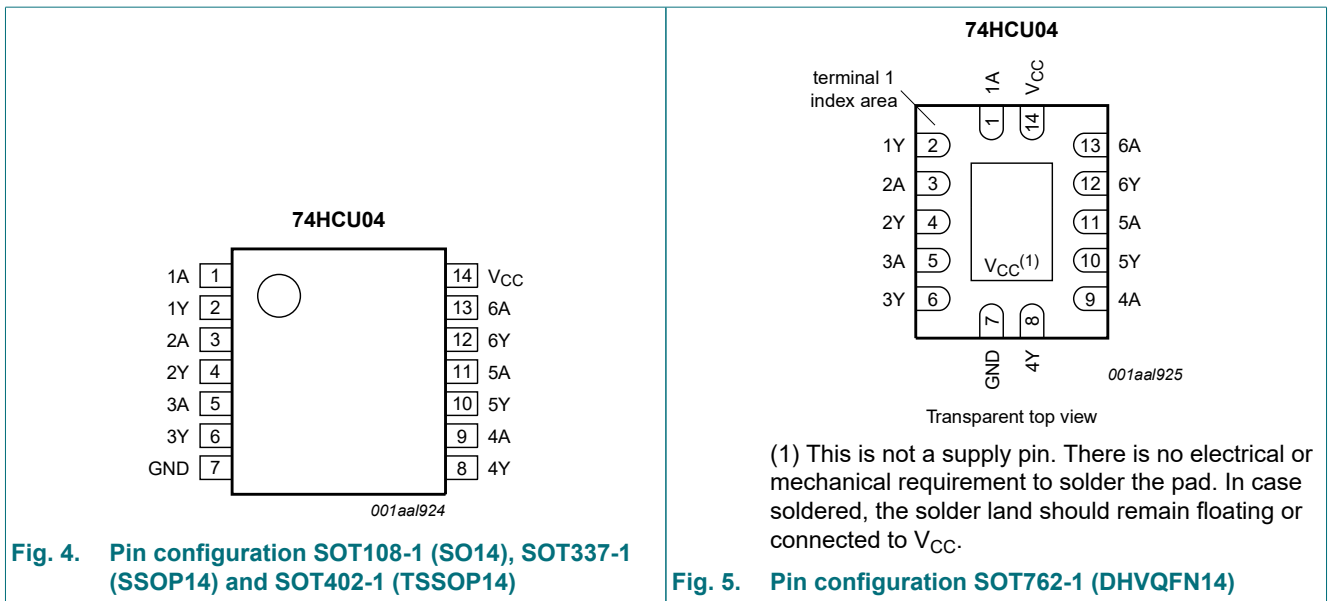 74HCU04
1A 1
1Y 2
2A 3
2Y 4
3A 5
3Y 6
GND 7
14 VCC
13 6A
12 6Y
11 5A
10 5Y
9 4A
8 4Y
001aal924
Fig. 4. Pin configuration SOT108-1 (SO14), SOT337-1
(SSOP14) and SOT402-1 (TSSOP14)
74HCU04
terminal 1
index area
1A
VCC
1
14
1Y 2
2A 3
2Y 4
3A 5
3Y 6
13 6A
12 6Y
11 5A
10 5Y
9 4A
VCC(1)
7
8
GND
4Y
001aal925
Transparent top view
(1) This is not a supply pin. There is no electrical or
mechanical requirement to solder the pad. In case
soldered, the solder land should remain floating or
connected to VCC.
Fig. 5. Pin configuration SOT762-1 (DHVQFN14)